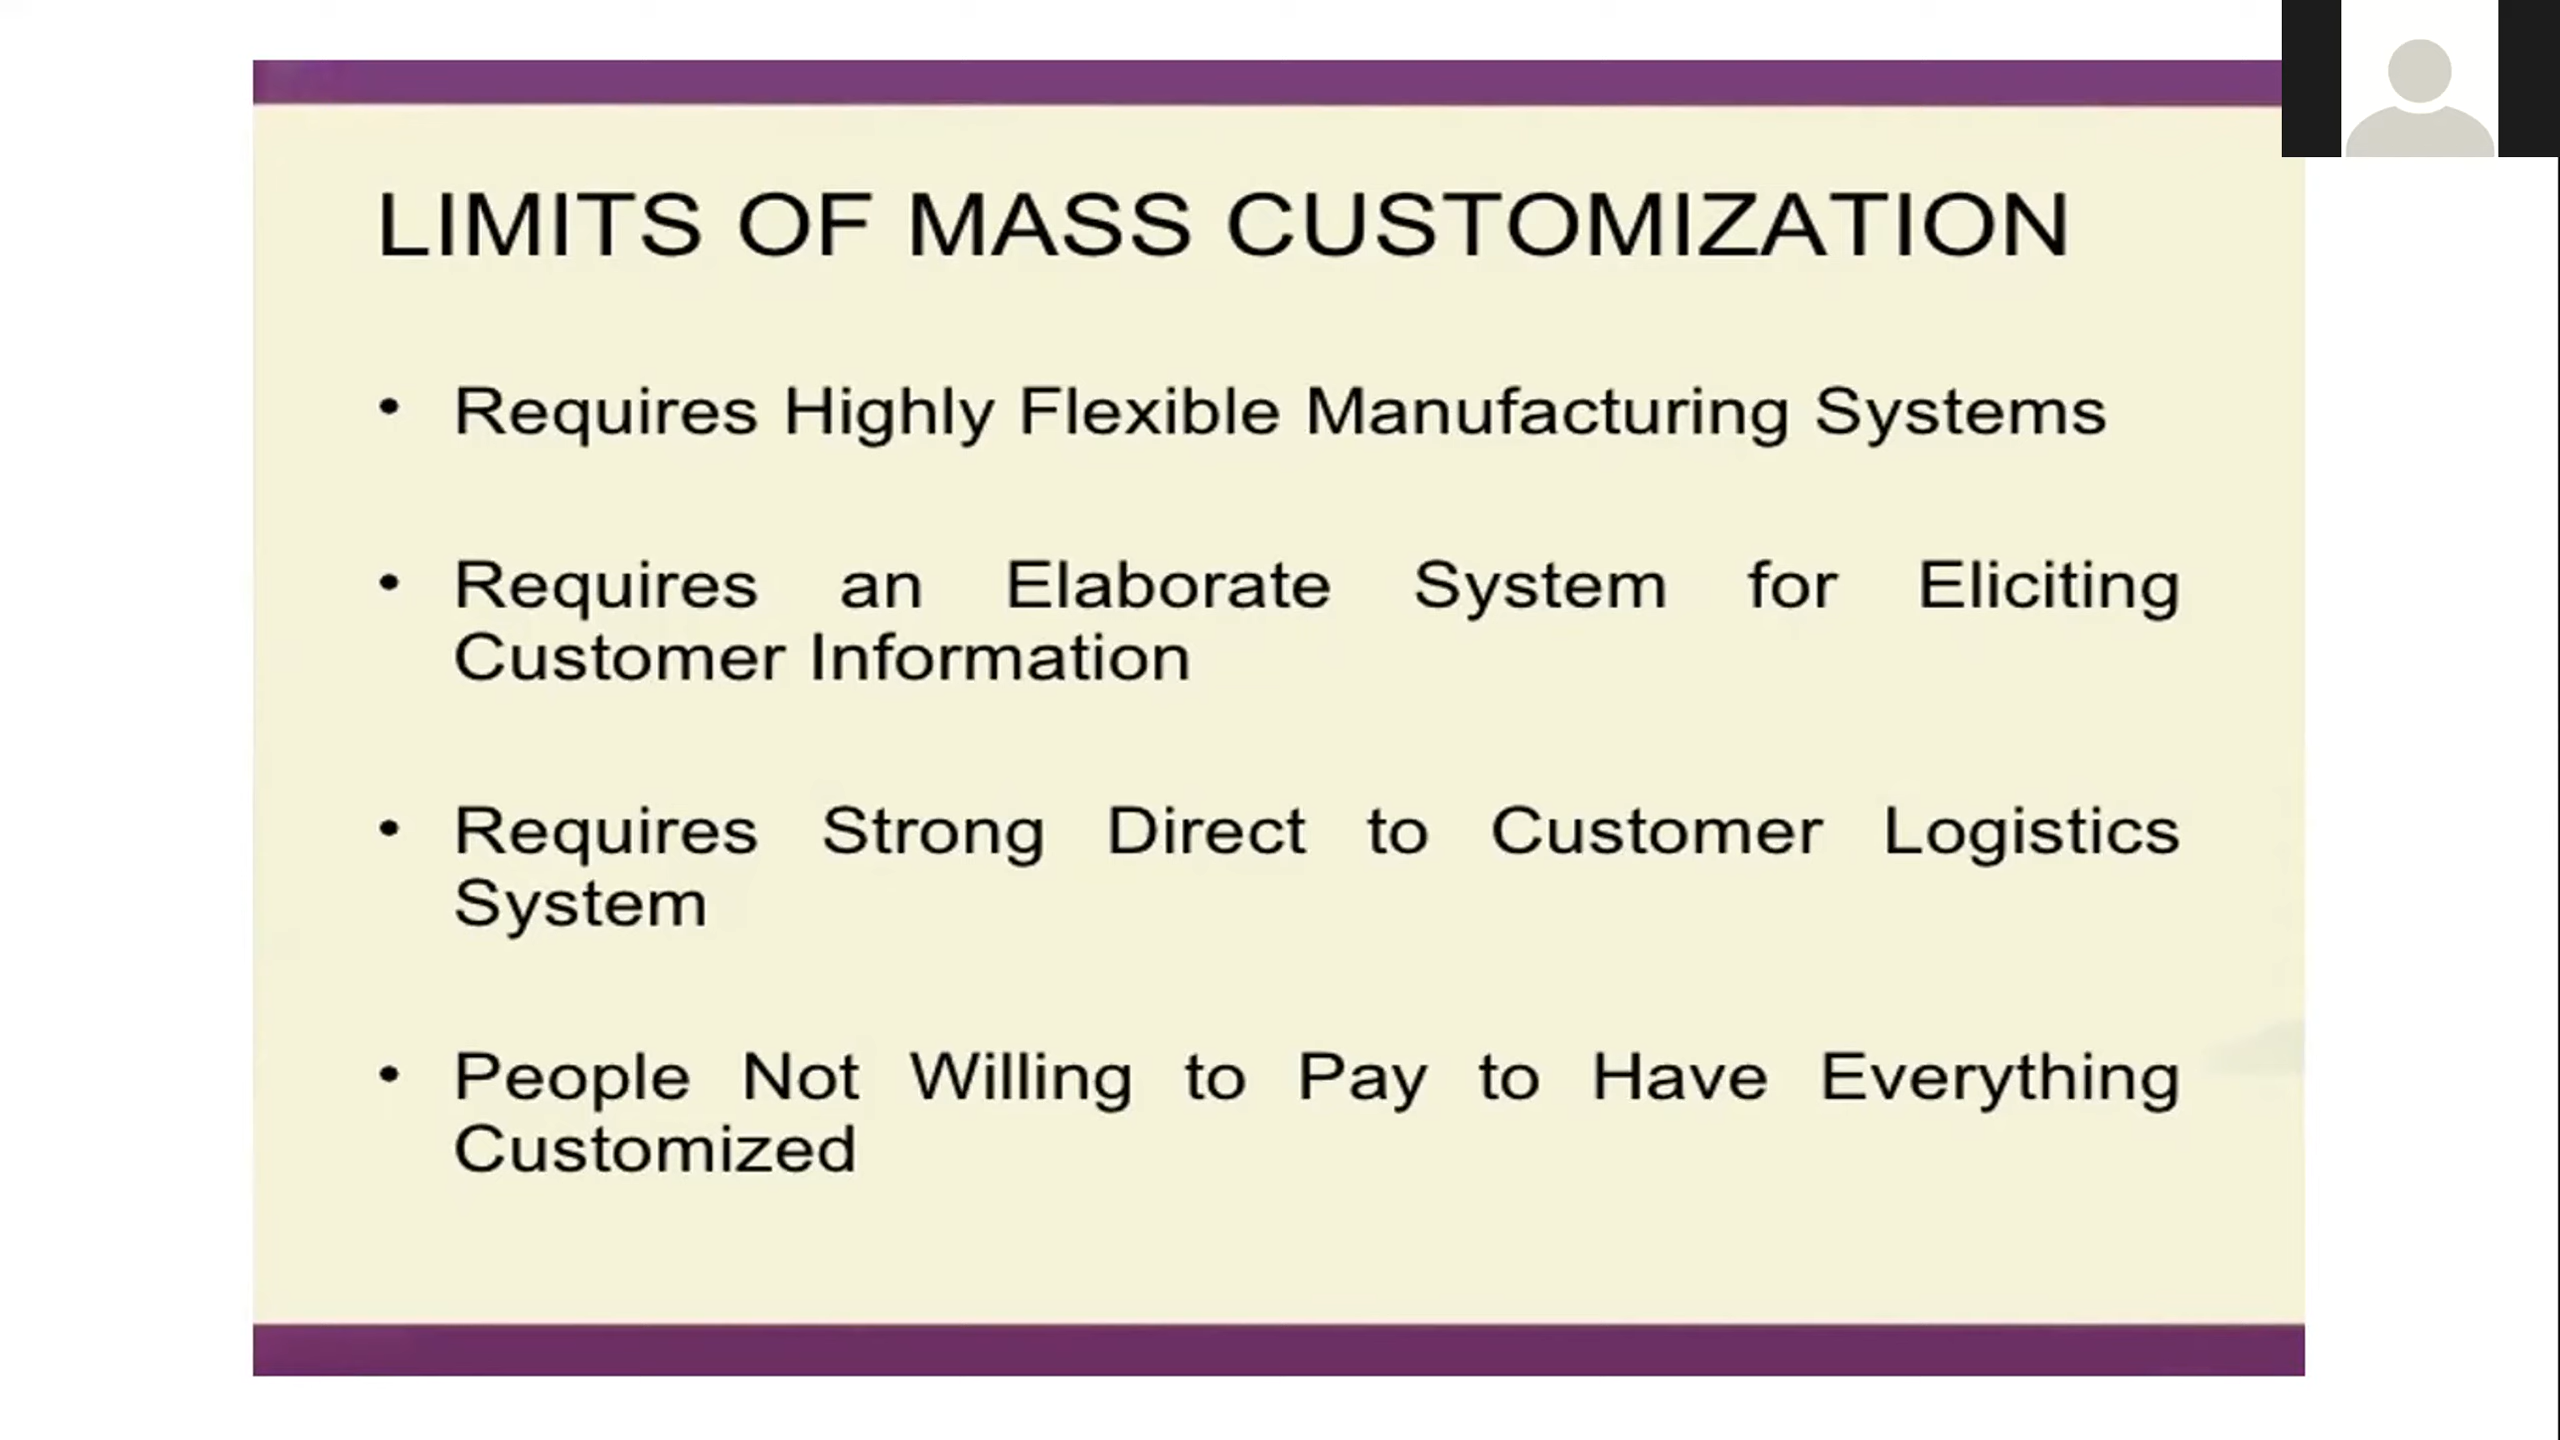 LIMITS OF MASS CUSTOMIZATION
• Requires Highly Flexible Manufacturing Systems
• Requires an Elaborate System for Eliciting
Customer Information
• Requires Strong Direct to Customer Logistics
System
• People Not Willing to Pay to Have Everything
Customized